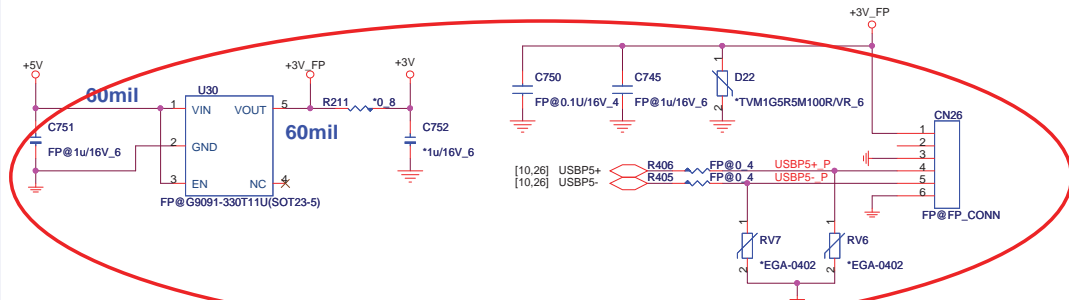 +3V_FP
+5V
+3V_FP
+3V
U30
60mil
1 VIN VOUT 5
R211 *0_8
60mil
C751
FP@1u/16V_6
2 GND
3 EN NC 4
FP@G9091-330T11U(SOT23-5)
C752
*1u/16V_6
C750
FP@0.1U/16V_4
C745
FP@1u/16V_6
1
D22
*TVM1G5R5M100R/VR_6
2
CN26
1
2
3
4
5
6
FP@FP_CONN
[10,26] USBP5+ R406 FP@0_4 USBP5+_P
[10,26] USBP5- R405 FP@0_4 USBP5-_P
1
RV7
*EGA-0402
2
1
RV6
*EGA-0402
2